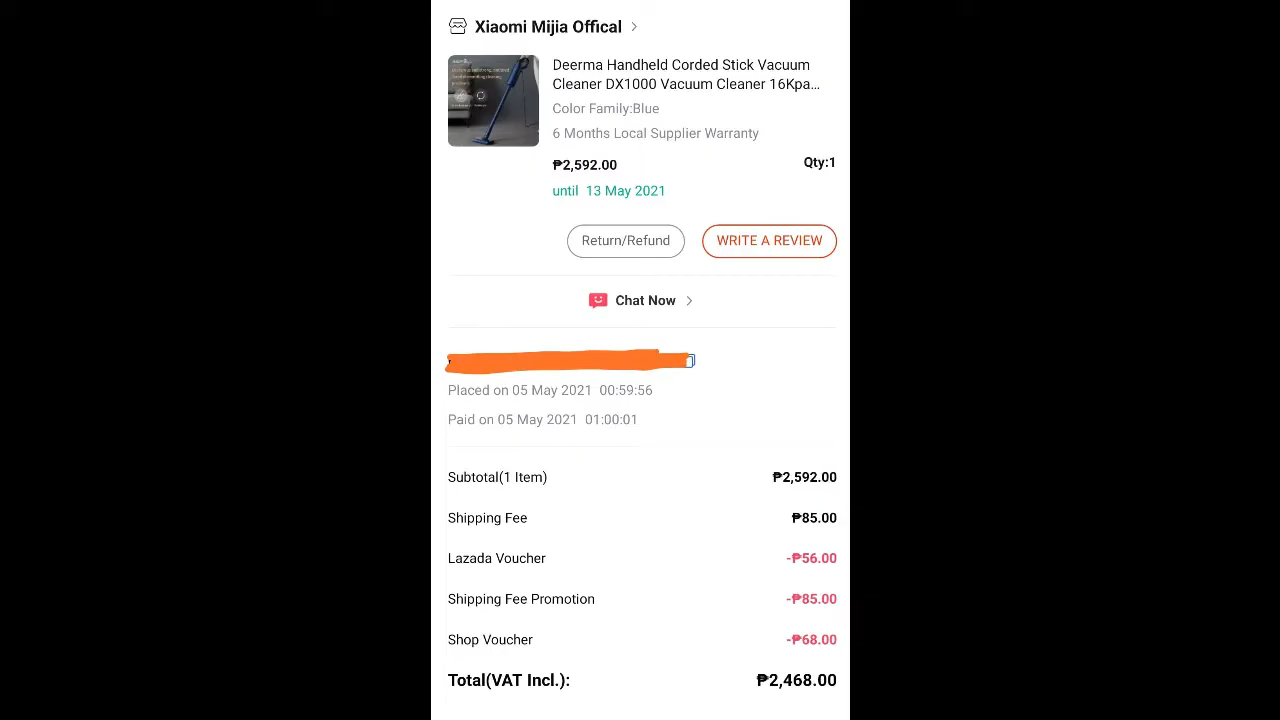 Xiaomi Mijia Offical
Deerma Handheld Corded Stick Vacuum
Cleaner DX1000 Vacuum Cleaner 16Kpa...
Color Family:Blue
6 Months Local Supplier Warranty
₱2,592.00 Qty:1
until 13 May 2021
Return/Refund WRITE A REVIEW
Chat Now
Placed on 05 May 2021 00:59:56
Paid on 05 May 2021 01:00:01
Subtotal(1 Item) ₱2,592.00
Shipping Fee ₱85.00
Lazada Voucher -₱56.00
Shipping Fee Promotion -₱85.00
Shop Voucher -₱68.00
Total(VAT Incl.): ₱2,468.00